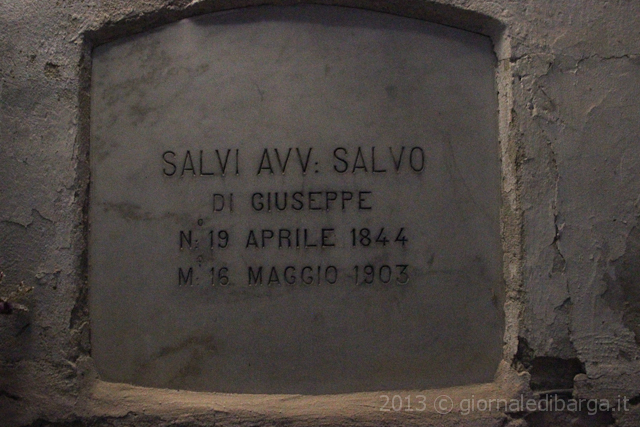 SALVI AVV: SALVO
DI GIUSEPPE
N: 19 APRILE 1844
M: 16 MAGGIO 1903
2013 © giornaledibarga.it